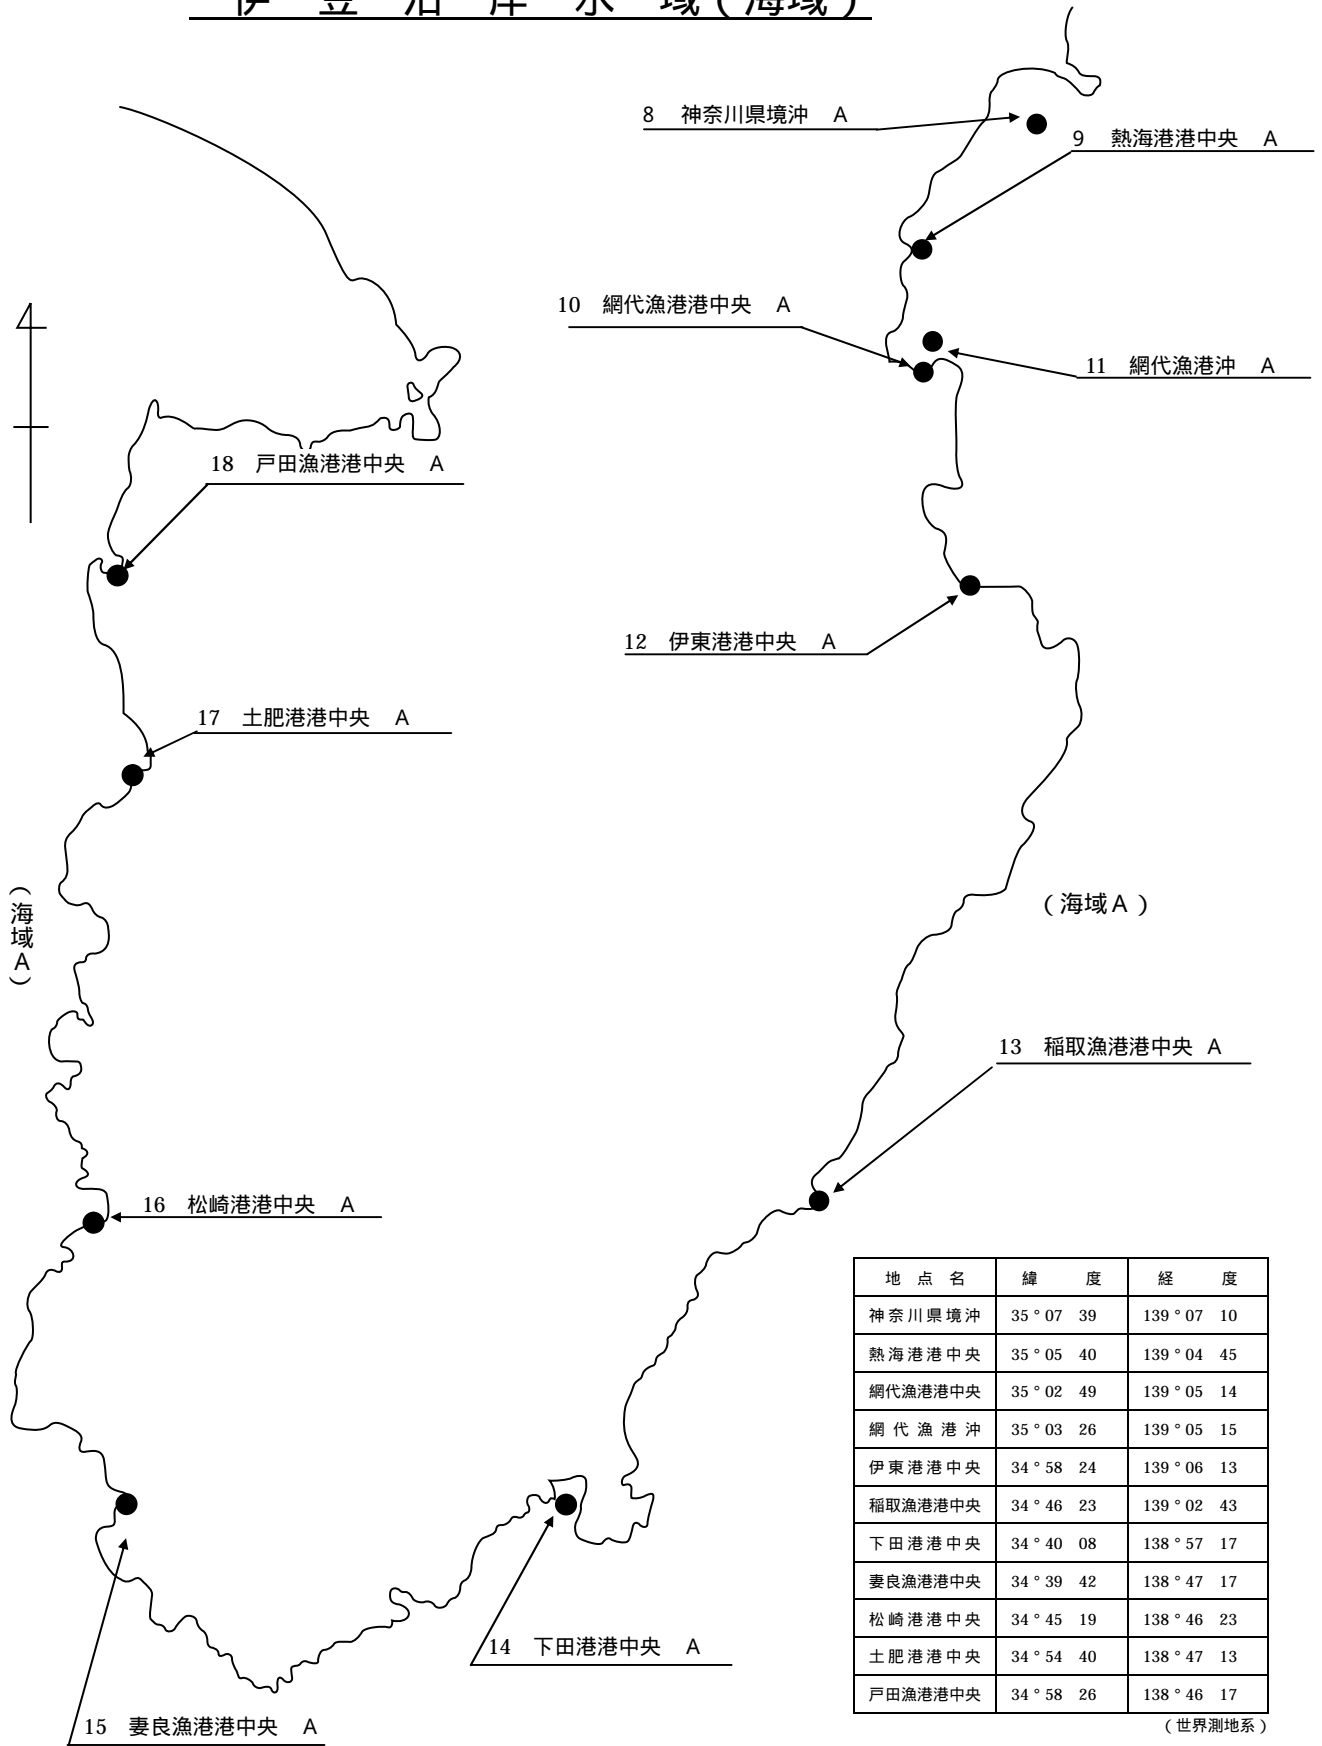 伊 豆 沿 岸 水 域 ( 海域 )
8 神奈川県境沖 A
9 熱海港港中央 A
10 網代漁港港中央 A
11 網代漁港沖 A
18 戸田漁港港中央 A
12 伊東港港中央 A
17 土肥港港中央 A
(海域A)
( 海域A )
13 稲取漁港港中央 A
16 松崎港港中央 A
14 下田港港中央 A
15 妻良漁港港中央 A
地 点 名 緯 度 経 度
神奈川県境沖 35 ° 07 39 139 ° 07 10
熱海港港中央 35 ° 05 40 139 ° 04 45
網代漁港港中央 35 ° 02 49 139 ° 05 14
網 代 漁 港 沖 35 ° 03 26 139 ° 05 15
伊東港港中央 34 ° 58 24 139 ° 06 13
稲取漁港港中央 34 ° 46 23 139 ° 02 43
下田港港中央 34 ° 40 08 138 ° 57 17
妻良漁港港中央 34 ° 39 42 138 ° 47 17
松崎港港中央 34 ° 45 19 138 ° 46 23
土肥港港中央 34 ° 54 40 138 ° 47 13
戸田漁港港中央 34 ° 58 26 138 ° 46 17
( 世界測地系 )